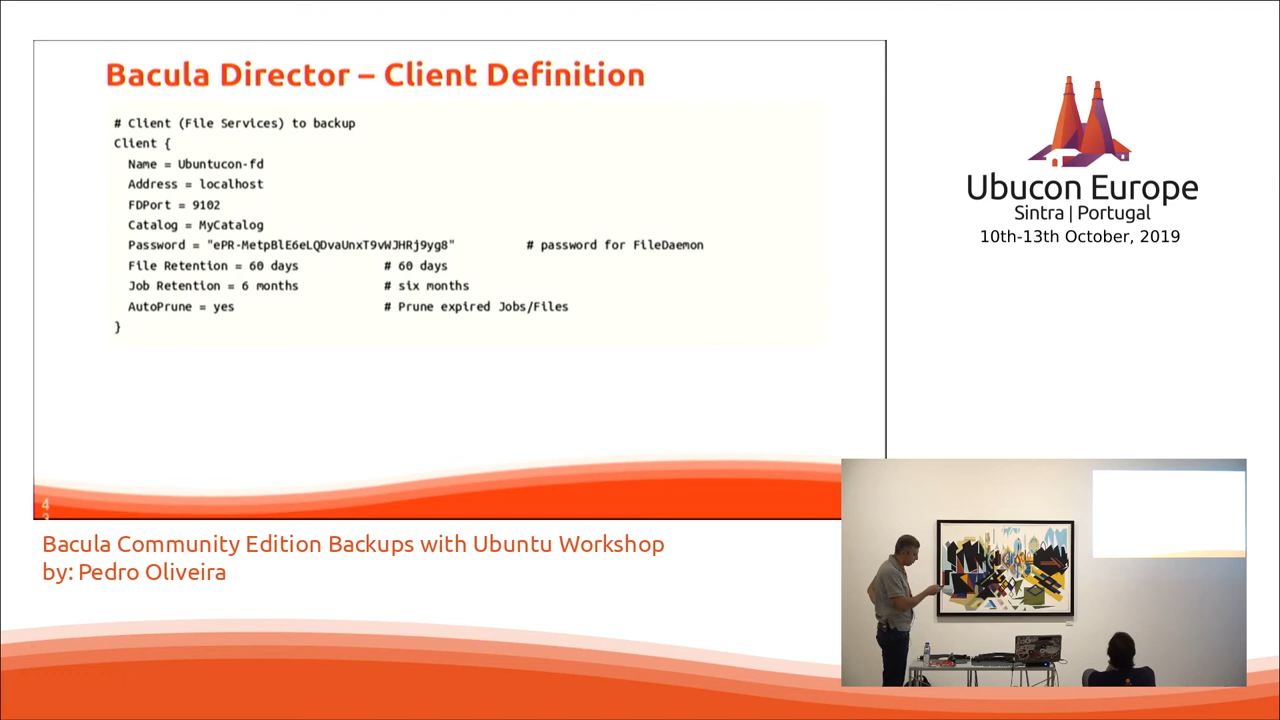 Bacula Director – Client Definition
# Client (File Services) to backup
Client {
Name = Ubuntucon-fd
Address = localhost
FDPort = 9102
Catalog = MyCatalog
Password = "ePR-MetpBlE6eLQDvaUnxT9vWJHRj9yg8" # password for FileDaemon
File Retention = 60 days # 60 days
Job Retention = 6 months # six months
AutoPrune = yes # Prune expired Jobs/Files
}
43
Ubucon Europe
Sintra | Portugal
10th-13th October, 2019
Bacula Community Edition Backups with Ubuntu Workshop
by: Pedro Oliveira